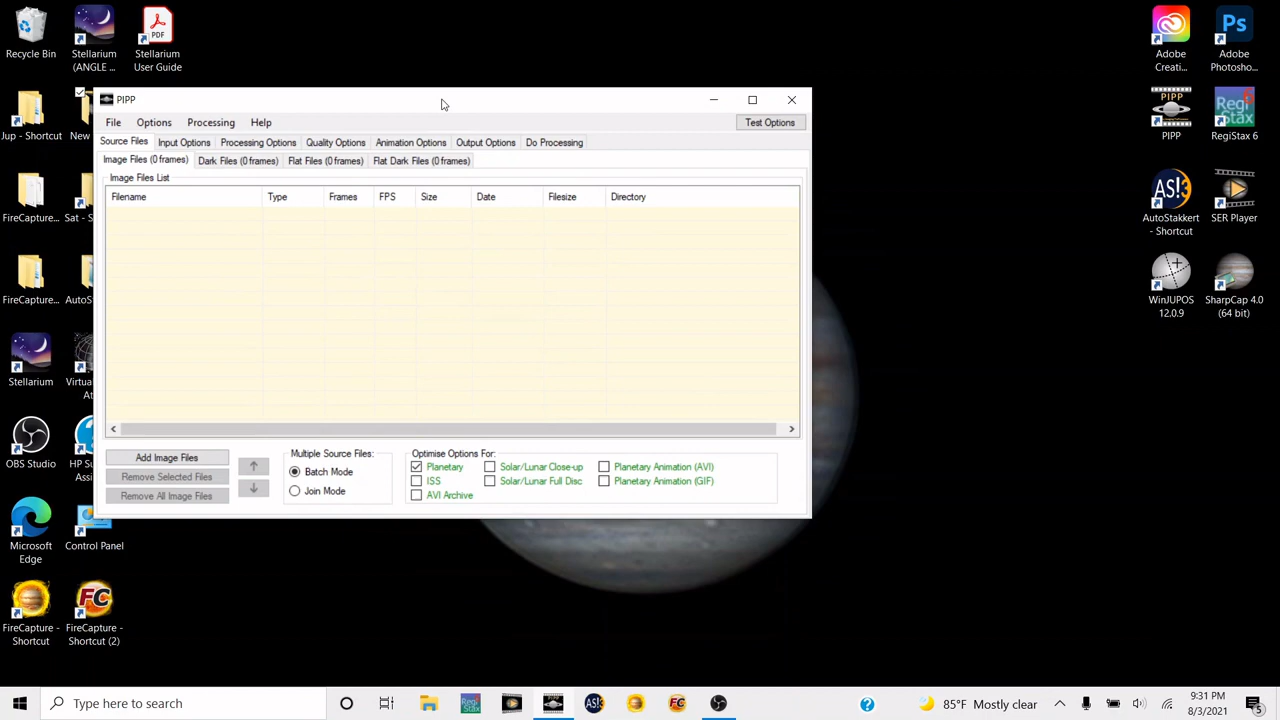 Recycle Bin
Stellarium
(ANGLE ...
PDF
Stellarium
User Guide
Adobe
Creati...
Ps
Adobe
Photosho...
Jup - Shortcut
New
PIPP
RegiStax 6
FireCapture...
Sat - S
AS!3
AutoStakkert
- Shortcut
SER Player
FireCapture...
AutoS
WinJUPOS
12.0.9
SharpCap 4.0
(64 bit)
Stellarium
Virtua
At
OBS Studio
HP S
Assi
Microsoft
Edge
Control Panel
FireCapture -
Shortcut
FC
FireCapture -
Shortcut (2)
PIPP
File Options Processing Help
Test Options
Source Files Input Options Processing Options Quality Options Animation Options Output Options Do Processing
Image Files (0 frames) Dark Files (0 frames) Flat Files (0 frames) Flat Dark Files (0 frames)
Image Files List
Filename Type Frames FPS Size Date Filesize Directory
Add Image Files
Remove Selected Files
Remove All Image Files
Multiple Source Files:
Batch Mode
Join Mode
Optimise Options For:
Planetary Solar/Lunar Close-up Planetary Animation (AVI)
ISS Solar/Lunar Full Disc Planetary Animation (GIF)
AVI Archive
Type here to search
85°F Mostly clear
9:31 PM
8/3/2021
5